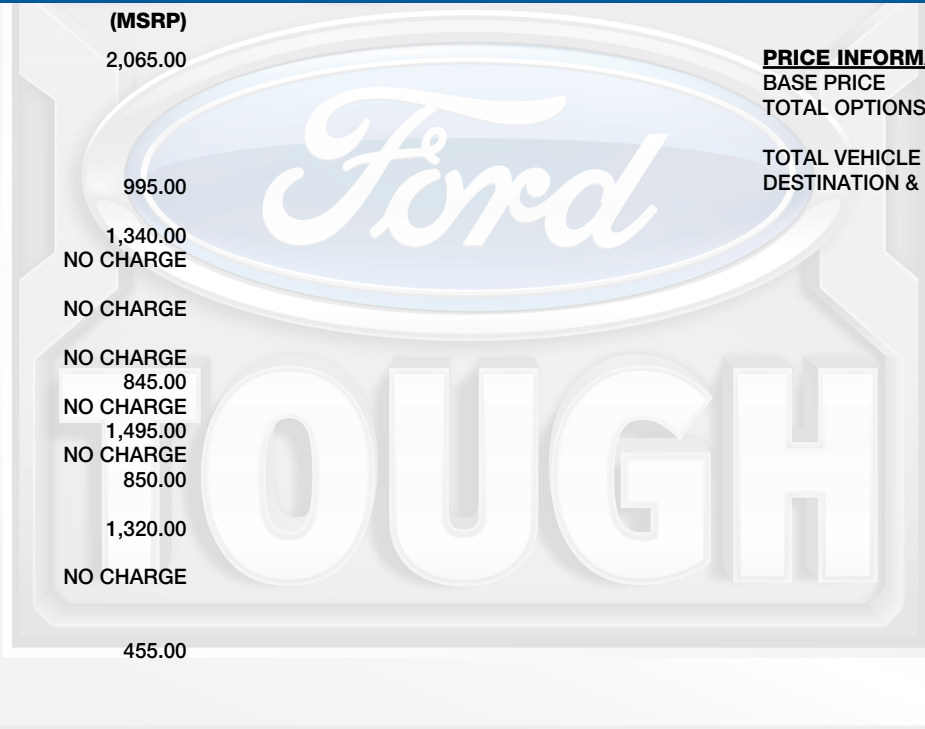 (MSRP)
2,065.00
995.00
1,340.00
NO CHARGE
NO CHARGE
NO CHARGE
845.00
NO CHARGE
1,495.00
NO CHARGE
850.00
1,320.00
NO CHARGE
455.00
PRICE INFORMA
BASE PRICE
TOTAL OPTIONS
TOTAL VEHICLE
DESTINATION &
Ford
TOUGH